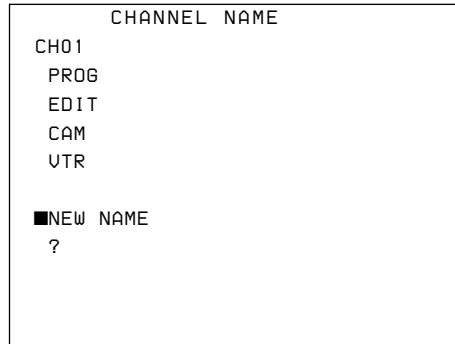 CHANNEL NAME
CH01
PROG
EDIT
CAM
VTR
■NEW NAME
?